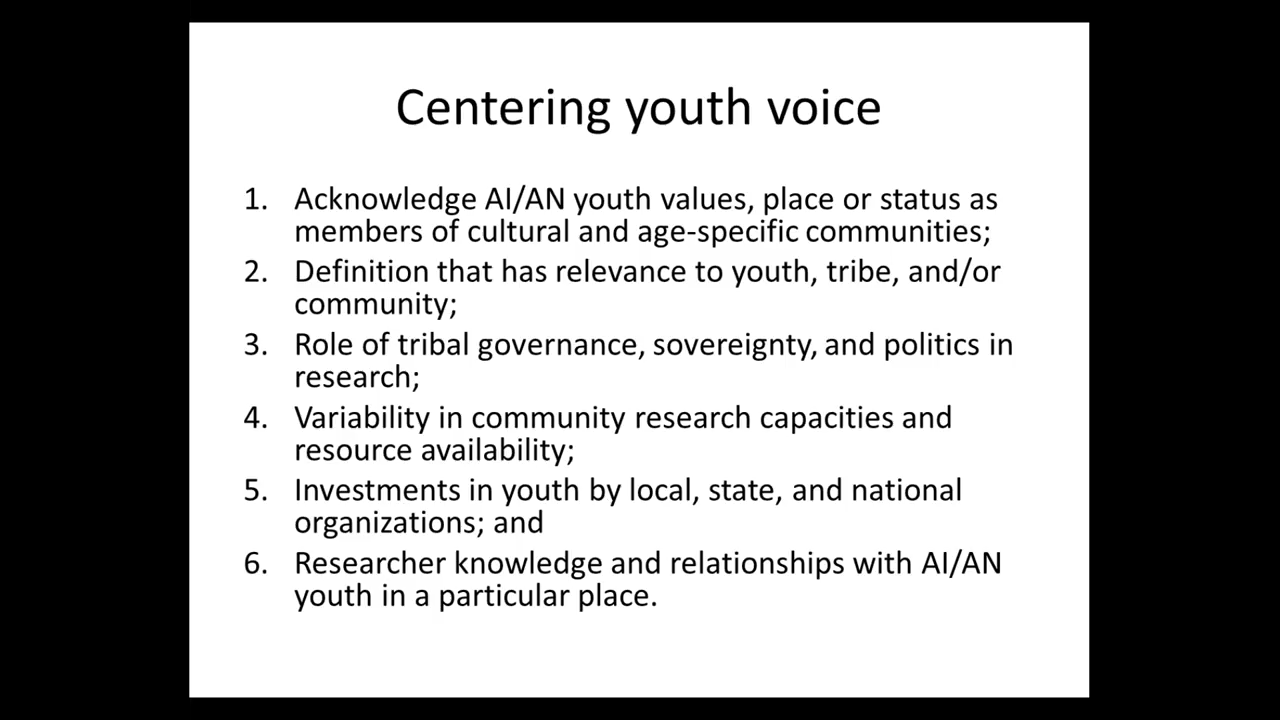 Centering youth voice
1. Acknowledge AI/AN youth values, place or status as
members of cultural and age-specific communities;
2. Definition that has relevance to youth, tribe, and/or
community;
3. Role of tribal governance, sovereignty, and politics in
research;
4. Variability in community research capacities and
resource availability;
5. Investments in youth by local, state, and national
organizations; and
6. Researcher knowledge and relationships with AI/AN
youth in a particular place.